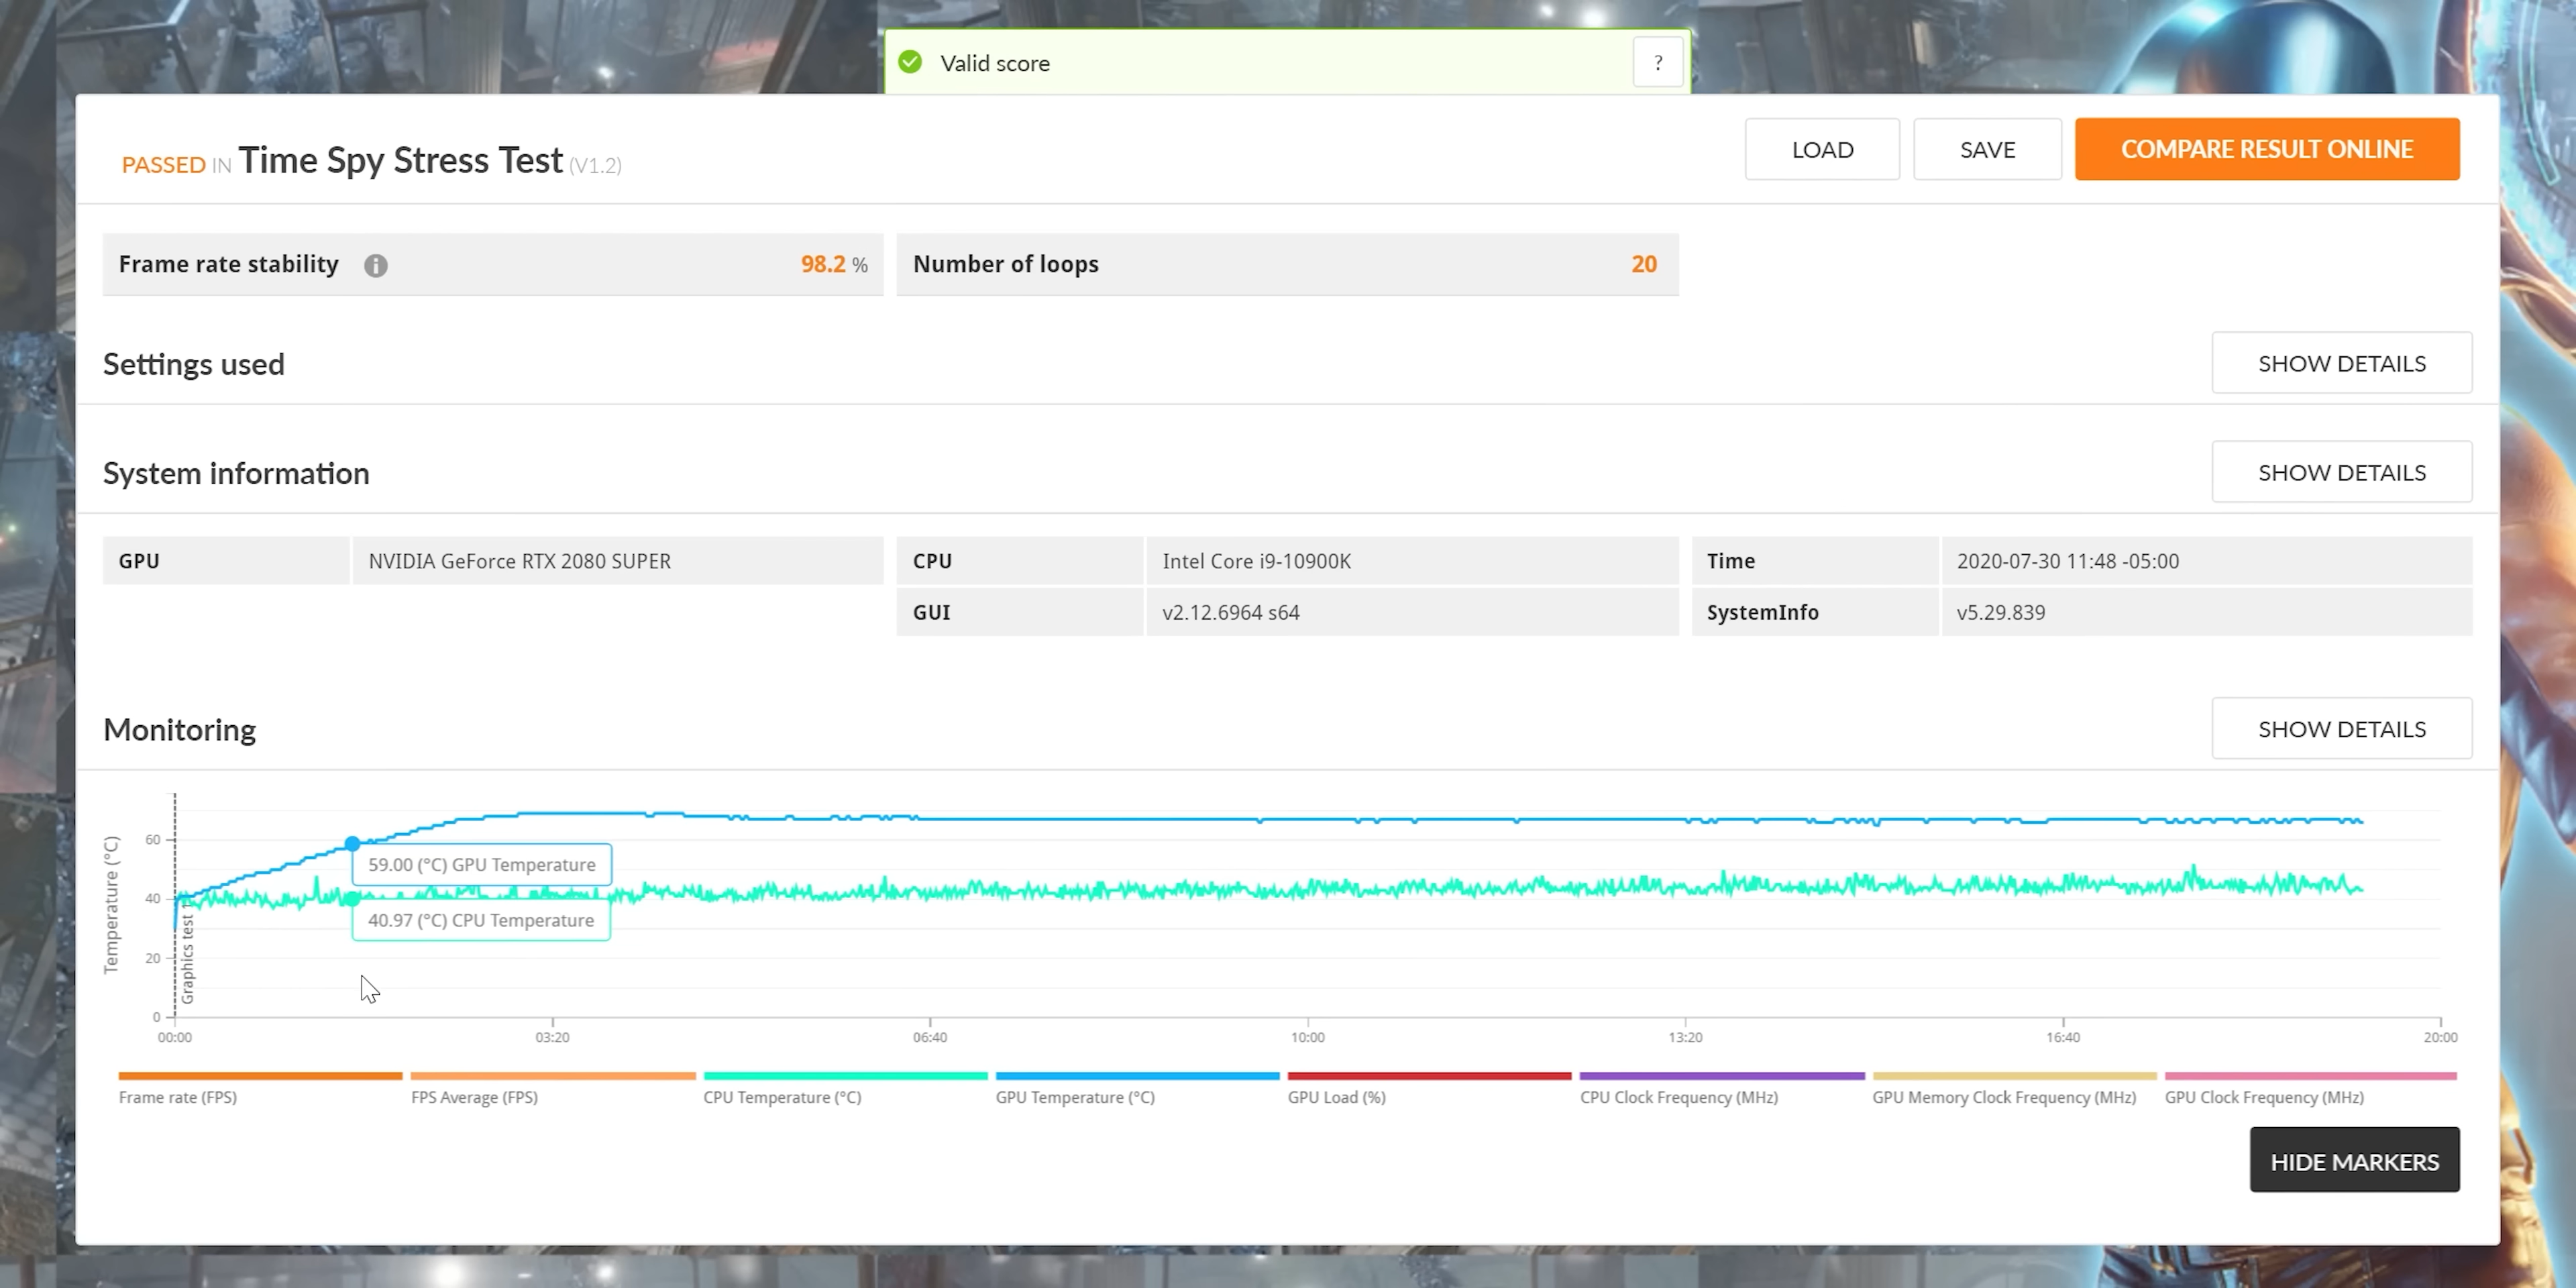 Valid score
?
PASSED IN Time Spy Stress Test (V1.2)
LOAD
SAVE
COMPARE RESULT ONLINE
Frame rate stability
98.2 %
Number of loops
20
Settings used
SHOW DETAILS
System information
SHOW DETAILS
GPU
NVIDIA GeForce RTX 2080 SUPER
CPU
Intel Core i9-10900K
Time
2020-07-30 11:48 -05:00
GUI
v2.12.6964 s64
SystemInfo
v5.29.839
Monitoring
SHOW DETAILS
Temperature (°C)
60
40
20
0
Graphics test 1
59.00 (°C) GPU Temperature
40.97 (°C) CPU Temperature
00:00
03:20
06:40
10:00
13:20
16:40
20:00
Frame rate (FPS)
FPS Average (FPS)
CPU Temperature (°C)
GPU Temperature (°C)
GPU Load (%)
CPU Clock Frequency (MHz)
GPU Memory Clock Frequency (MHz)
GPU Clock Frequency (MHz)
HIDE MARKERS